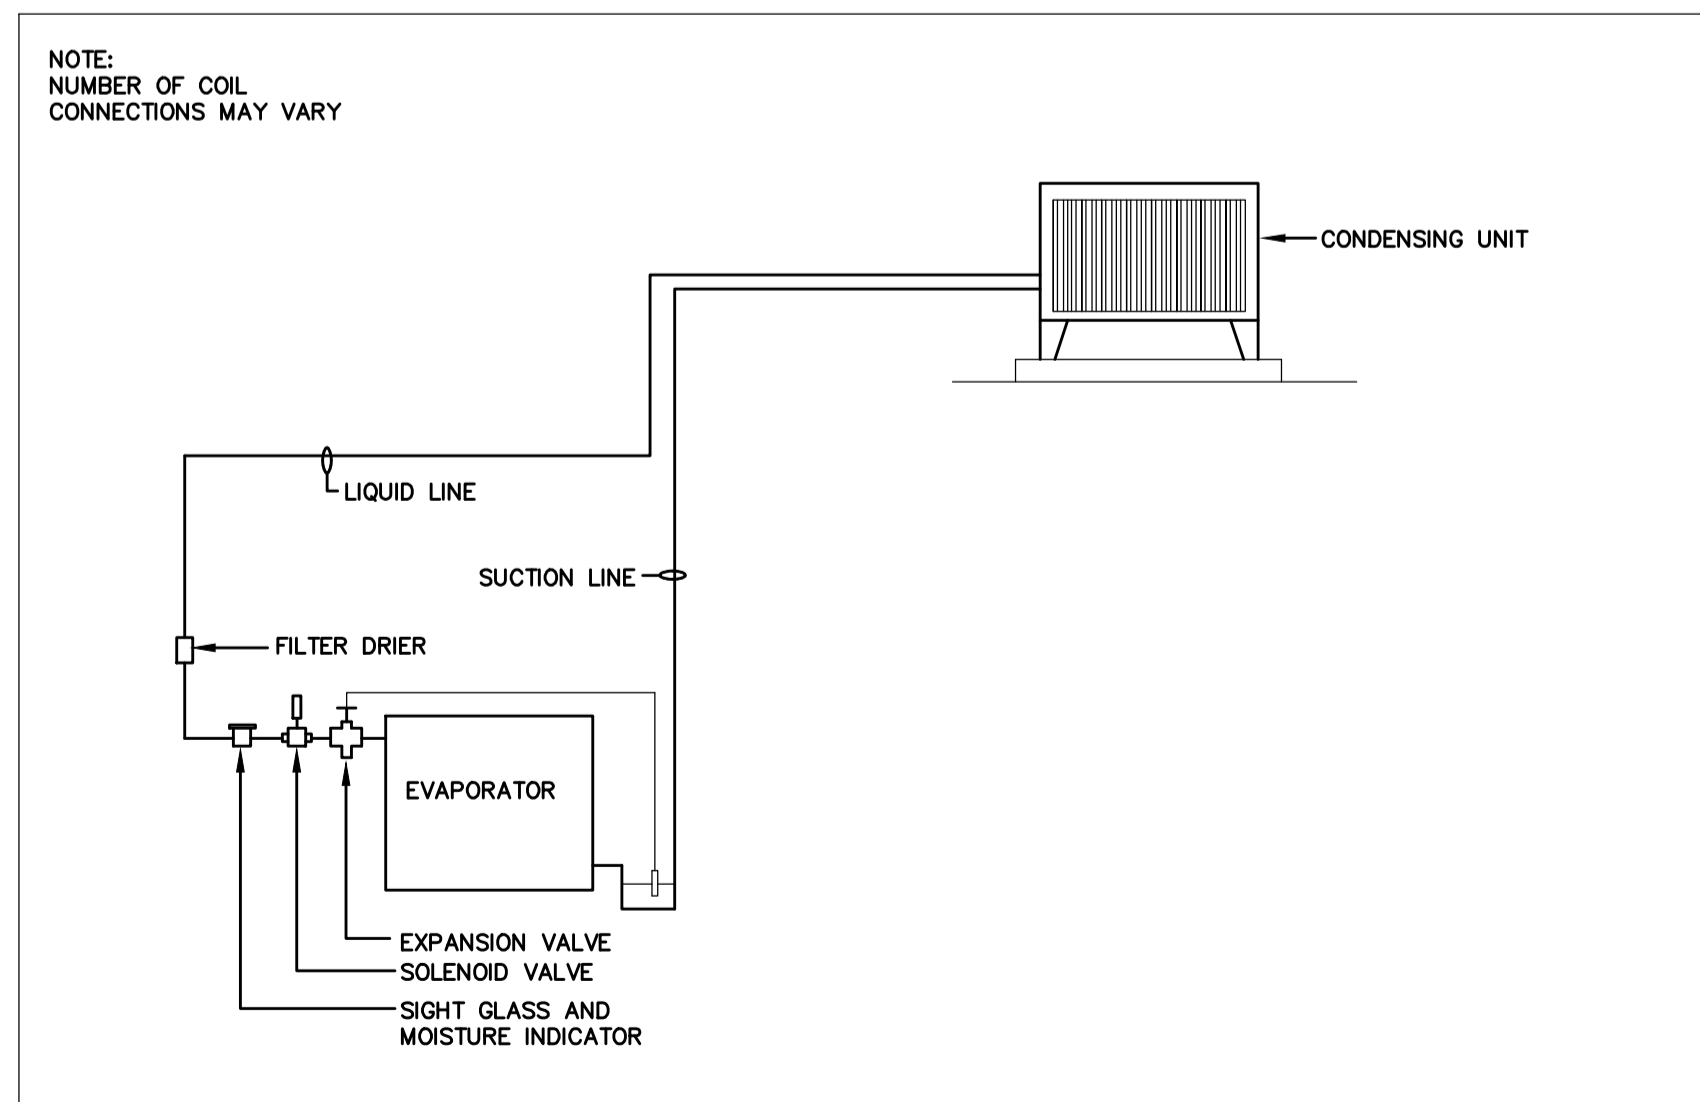 NOTE:
NUMBER OF COIL
CONNECTIONS MAY VARY
CONDENSING UNIT
LIQUID LINE
SUCTION LINE
FILTER DRIER
EVAPORATOR
EXPANSION VALVE
SOLENOID VALVE
SIGHT GLASS AND
MOISTURE INDICATOR